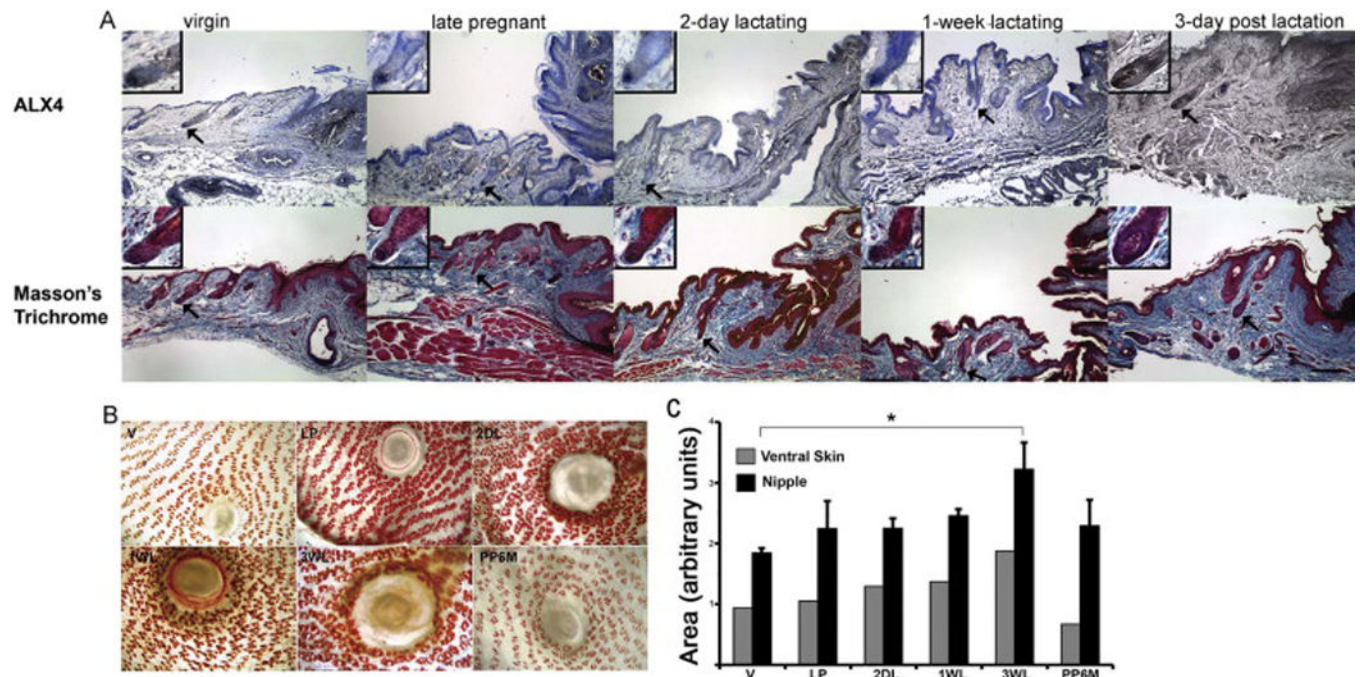 A
virgin
late pregnant
2-day lactating
1-week lactating
3-day post lactation
ALX4
Masson's
Trichrome
B
V
LP
2DL
1WL
3WL
PP6M
C
*
Area (arbitrary units)
4
3
2
1
Ventral Skin
Nipple
V
LP
2DL
1WL
3WL
PP6M